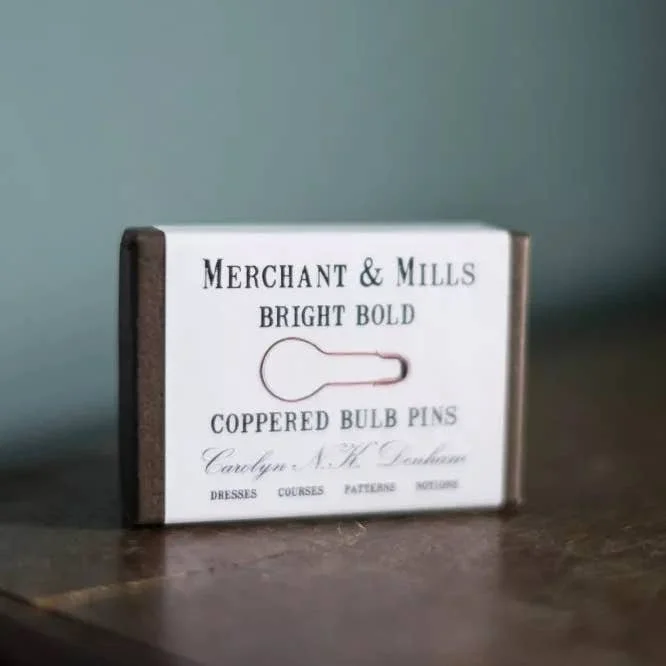 MERCHANT & MILLS
BRIGHT BOLD
COPPERED BULB PINS
Carolyn N. K. Denham
DRESSES COURSES PATTERNS NOTIONS